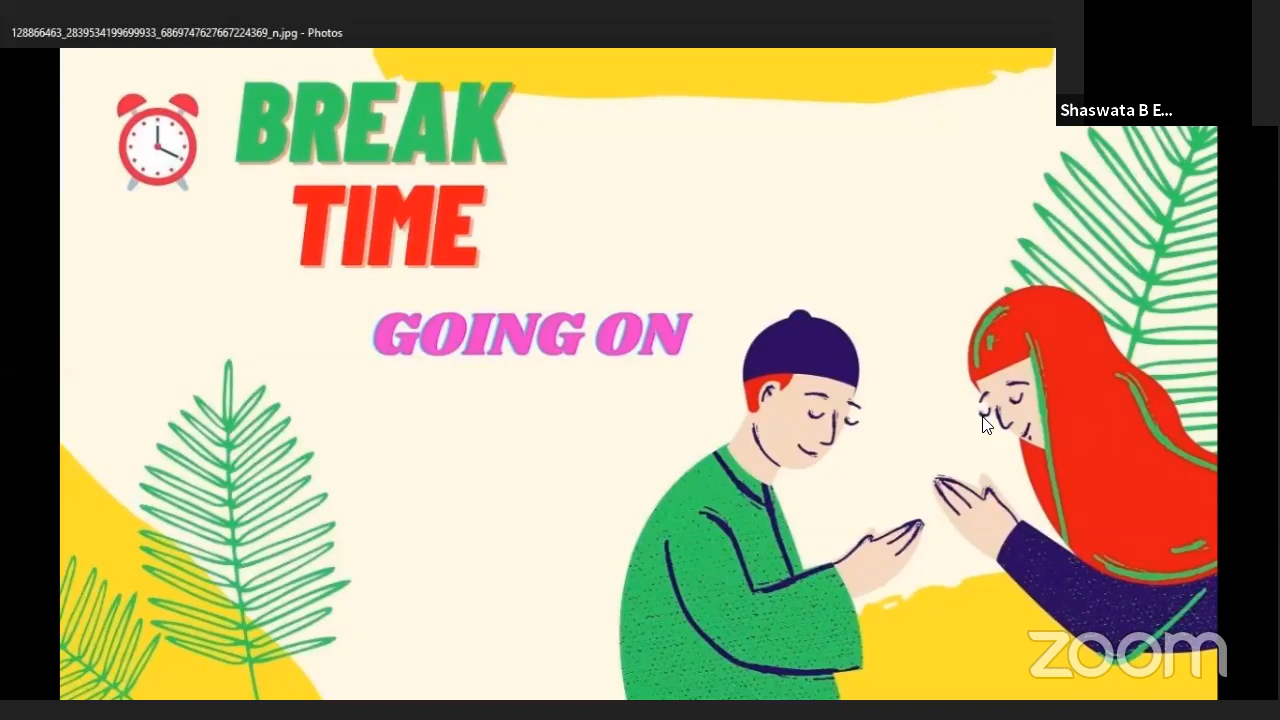 128866463_2839534199699933_6869747627667224369_n.jpg - Photos
Shaswata B E...
BREAK
TIME
GOING ON
zoom